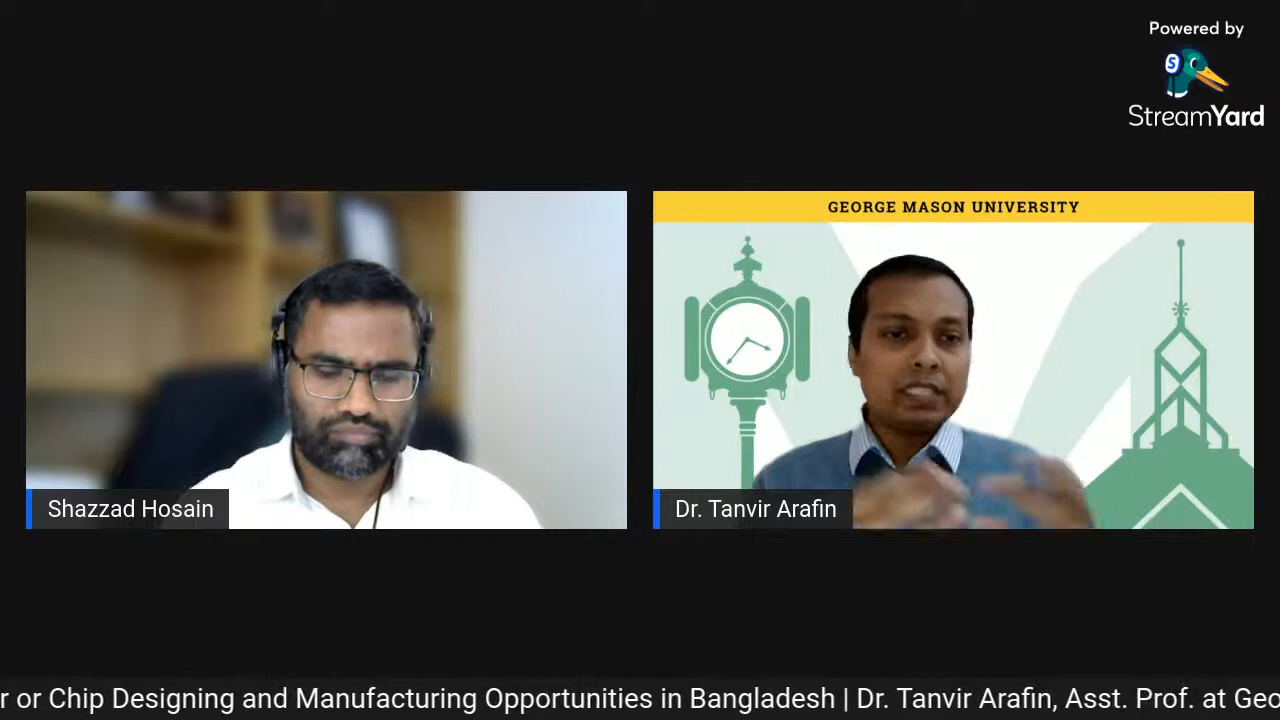 Powered by
S
StreamYard
GEORGE MASON UNIVERSITY
Shazzad Hosain
Dr. Tanvir Arafin
r or Chip Designing and Manufacturing Opportunities in Bangladesh | Dr. Tanvir Arafin, Asst. Prof. at Geo